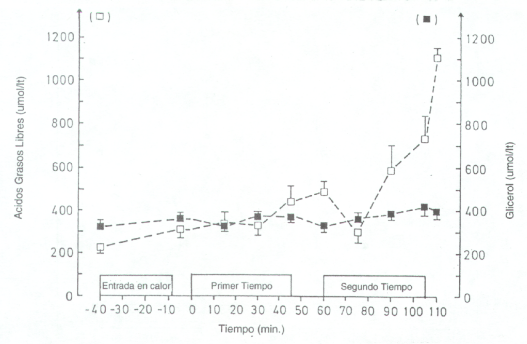 (□) (■)
1200 1200
1000 1000
800 800
600 600
400 400
200 200
0 0
Acidos Grasos Libres (umol/lt)
Glicerol (umol/lt)
Entrada en calor Primer Tiempo Segundo Tiempo
-40 -30 -20 -10 0 10 20 30 40 50 60 70 80 90 100 110
Tiempo (min.)